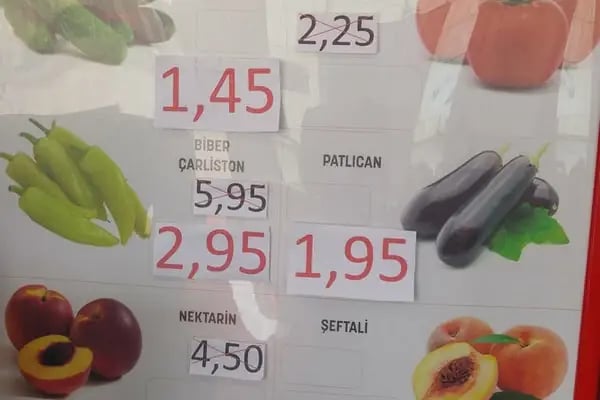 2,25
1,45
BİBER
ÇARLİSTON
5,95
2,95
PATLICAN
1,95
NEKTARİN
4,50
ŞEFTALİ